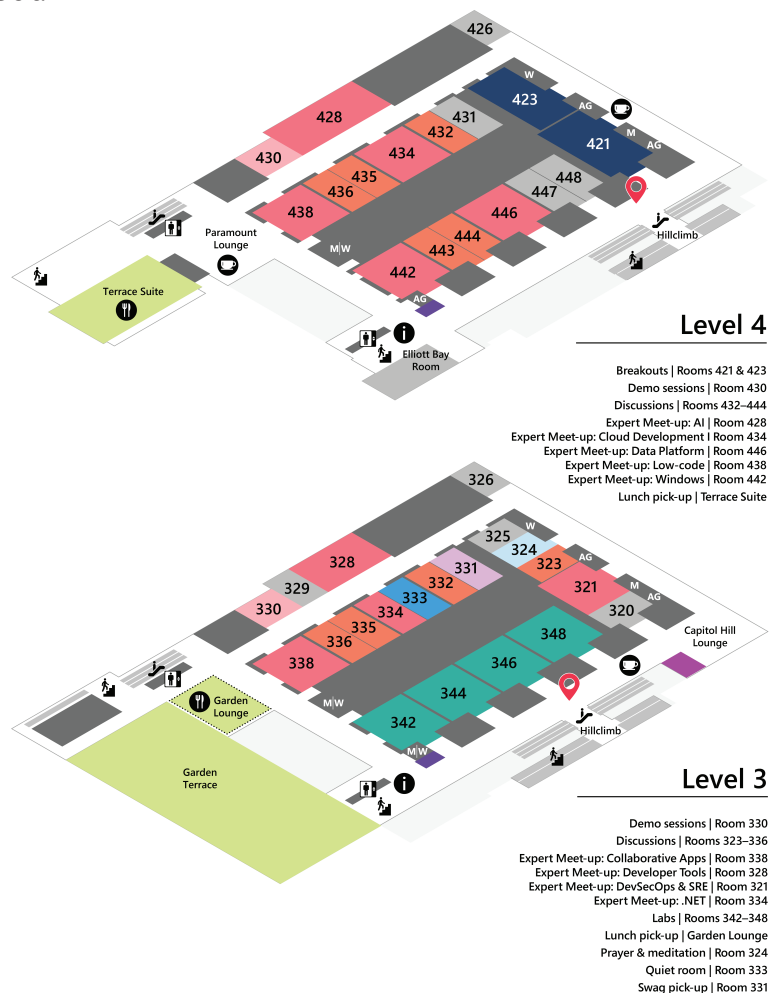 426
W
423
AG
428
431
M
432
421
AG
430
434
448
435
447
436
438
446
Paramount
Lounge
M|W
444
Hillclimb
443
442
Terrace Suite
AG
Level 4
Elliott Bay
Room
Breakouts | Rooms 421 & 423
Demo sessions | Room 430
Discussions | Rooms 432–444
Expert Meet-up: AI | Room 428
Expert Meet-up: Cloud Development I Room 434
Expert Meet-up: Data Platform | Room 446
Expert Meet-up: Low-code | Room 438
Expert Meet-up: Windows | Room 442
Lunch pick-up | Terrace Suite
326
W
325
324
AG
328
323
331
332
321
M
329
333
AG
330
334
320
335
348
336
Capitol Hill
Lounge
338
346
344
M|W
Garden
Lounge
342
Hillclimb
M|W
Garden
Terrace
Level 3
Demo sessions | Room 330
Discussions | Rooms 323–336
Expert Meet-up: Collaborative Apps | Room 338
Expert Meet-up: Developer Tools | Room 328
Expert Meet-up: DevSecOps & SRE | Room 321
Expert Meet-up: .NET | Room 334
Labs | Rooms 342–348
Lunch pick-up | Garden Lounge
Prayer & meditation | Room 324
Quiet room | Room 333
Swag pick-up | Room 331